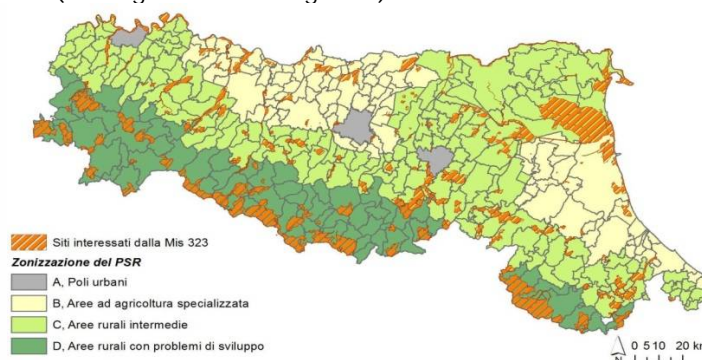 Siti interessati dalla Mis 323
Zonizzazione del PSR
A, Poli urbani
B, Aree ad agricoltura specializzata
C, Aree rurali intermedie
D, Aree rurali con problemi di sviluppo
N
0 5 10 20 km